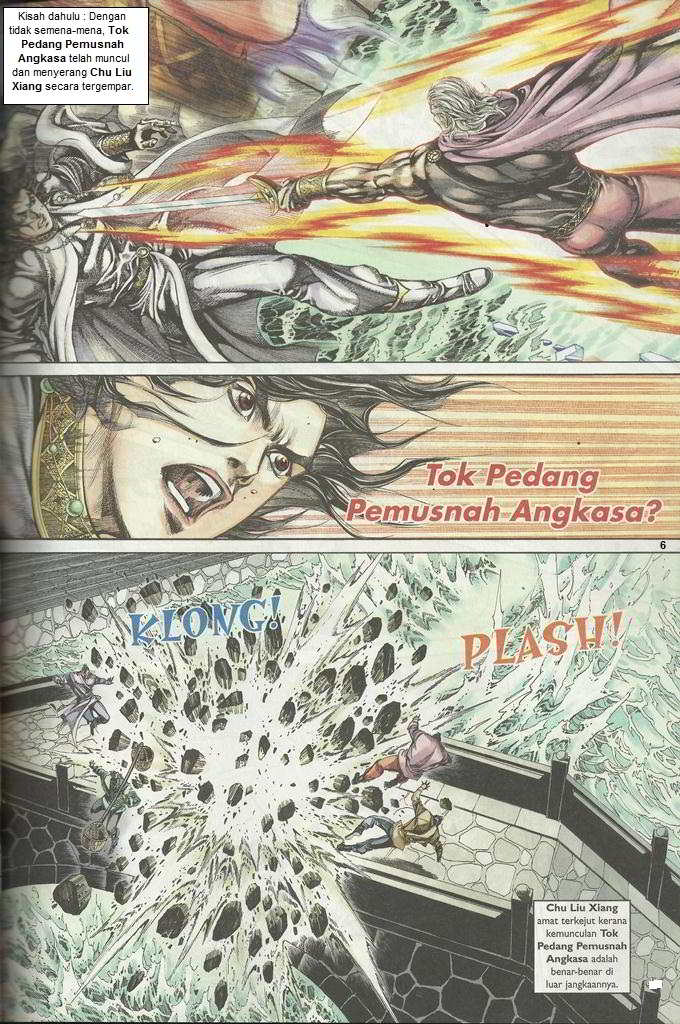 Kisah dahulu : Dengan
tidak semena-mena, Tok
Pedang Pemusnah
Angkasa telah muncul
dan menyerang Chu Liu
Xiang secara tergempar.
Tok Pedang
Pemusnah Angkasa?
6
KLONG!
PLASH!
Chu Liu Xiang
amat terkejut kerana
kemunculan Tok
Pedang Pemusnah
Angkasa adalah
benar-benar di
luar jangkaannya.